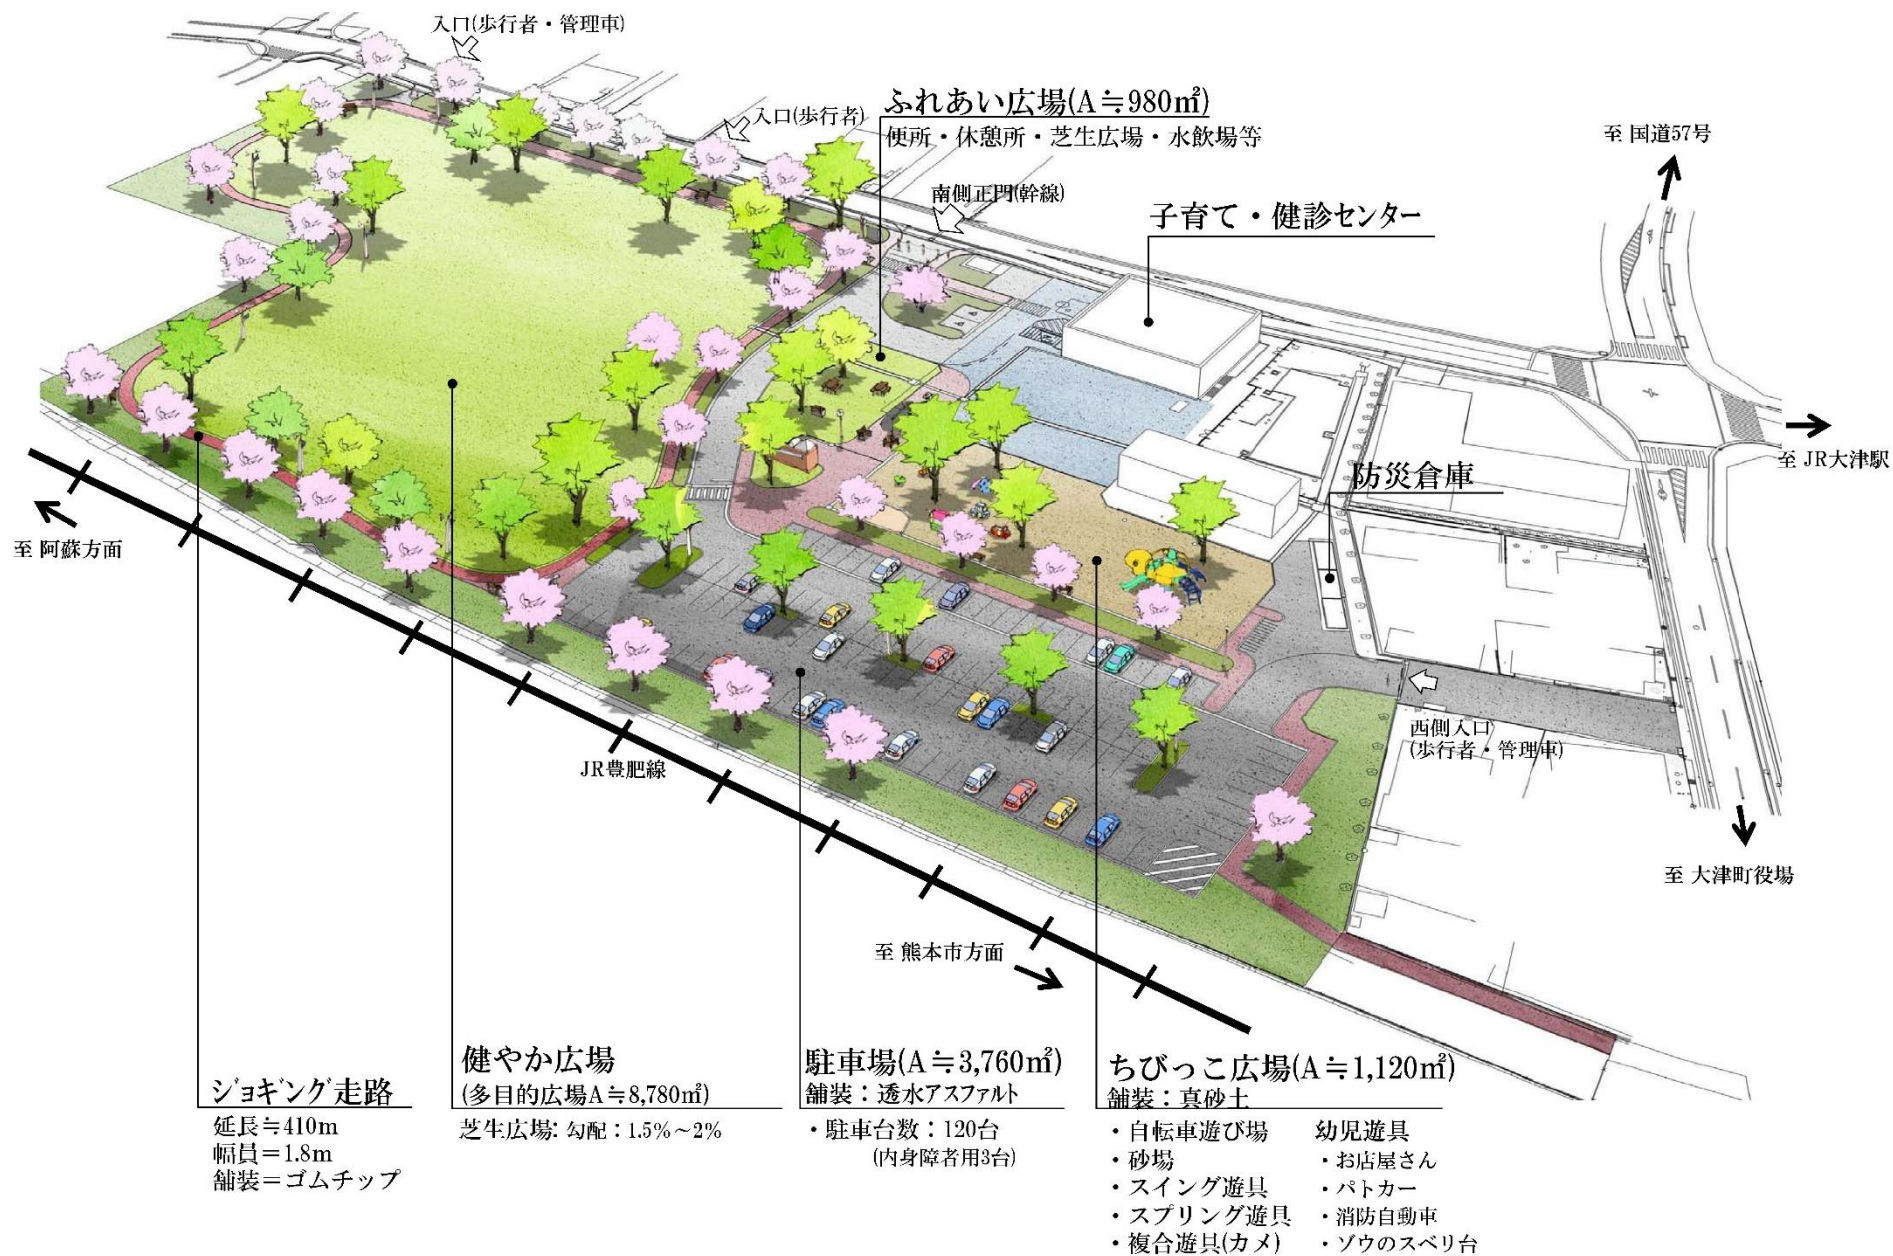 入口(歩行者・管理車)
入口(歩行者)
ふれあい広場(A≒980㎡)
便所・休憩所・芝生広場・水飲場等
南側正門(幹線)
子育て・健診センター
至 国道57号
至 JR大津駅
防災倉庫
至 阿蘇方面
西側入口
(歩行者・管理車)
JR豊肥線
至 大津町役場
至 熊本市方面
ジョギング走路
延長≒410m
幅員＝1.8m
舗装＝ゴムチップ
健やか広場
(多目的広場A≒8,780㎡)
芝生広場: 勾配：1.5%～2%
駐車場(A≒3,760㎡)
舗装：透水アスファルト
・駐車台数：120台
(内身障者用3台)
ちびっこ広場(A≒1,120㎡)
舗装：真砂土
・自転車遊び場
・砂場
・スイング遊具
・スプリング遊具
・複合遊具(カメ)
幼児遊具
・お店屋さん
・パトカー
・消防自動車
・ゾウのスベリ台